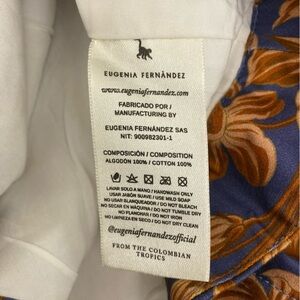 EUGENIA FERNÁNDEZ
www.eugeniafernandez.com
FABRICADO POR /
MANUFACTURING BY
EUGENIA FERNÁNDEZ SAS
NIT: 900982301-1
COMPOSICIÓN / COMPOSITION
ALGODÓN 100% / COTTON 100%
LAVAR SOLO A MANO / HANDWASH ONLY
USAR JABÓN SUAVE / USE MILD SOAP
NO USAR BLANQUEADOR / DO NOT BLEACH
NO SECAR EN MÁQUINA / DO NOT TUMBLE DRY
NO PLANCHAR / DO NOT IRON
NO LAVAR EN SECO / DO NOT DRY CLEAN
@eugeniafernandezofficial
FROM THE COLOMBIAN
TROPICS